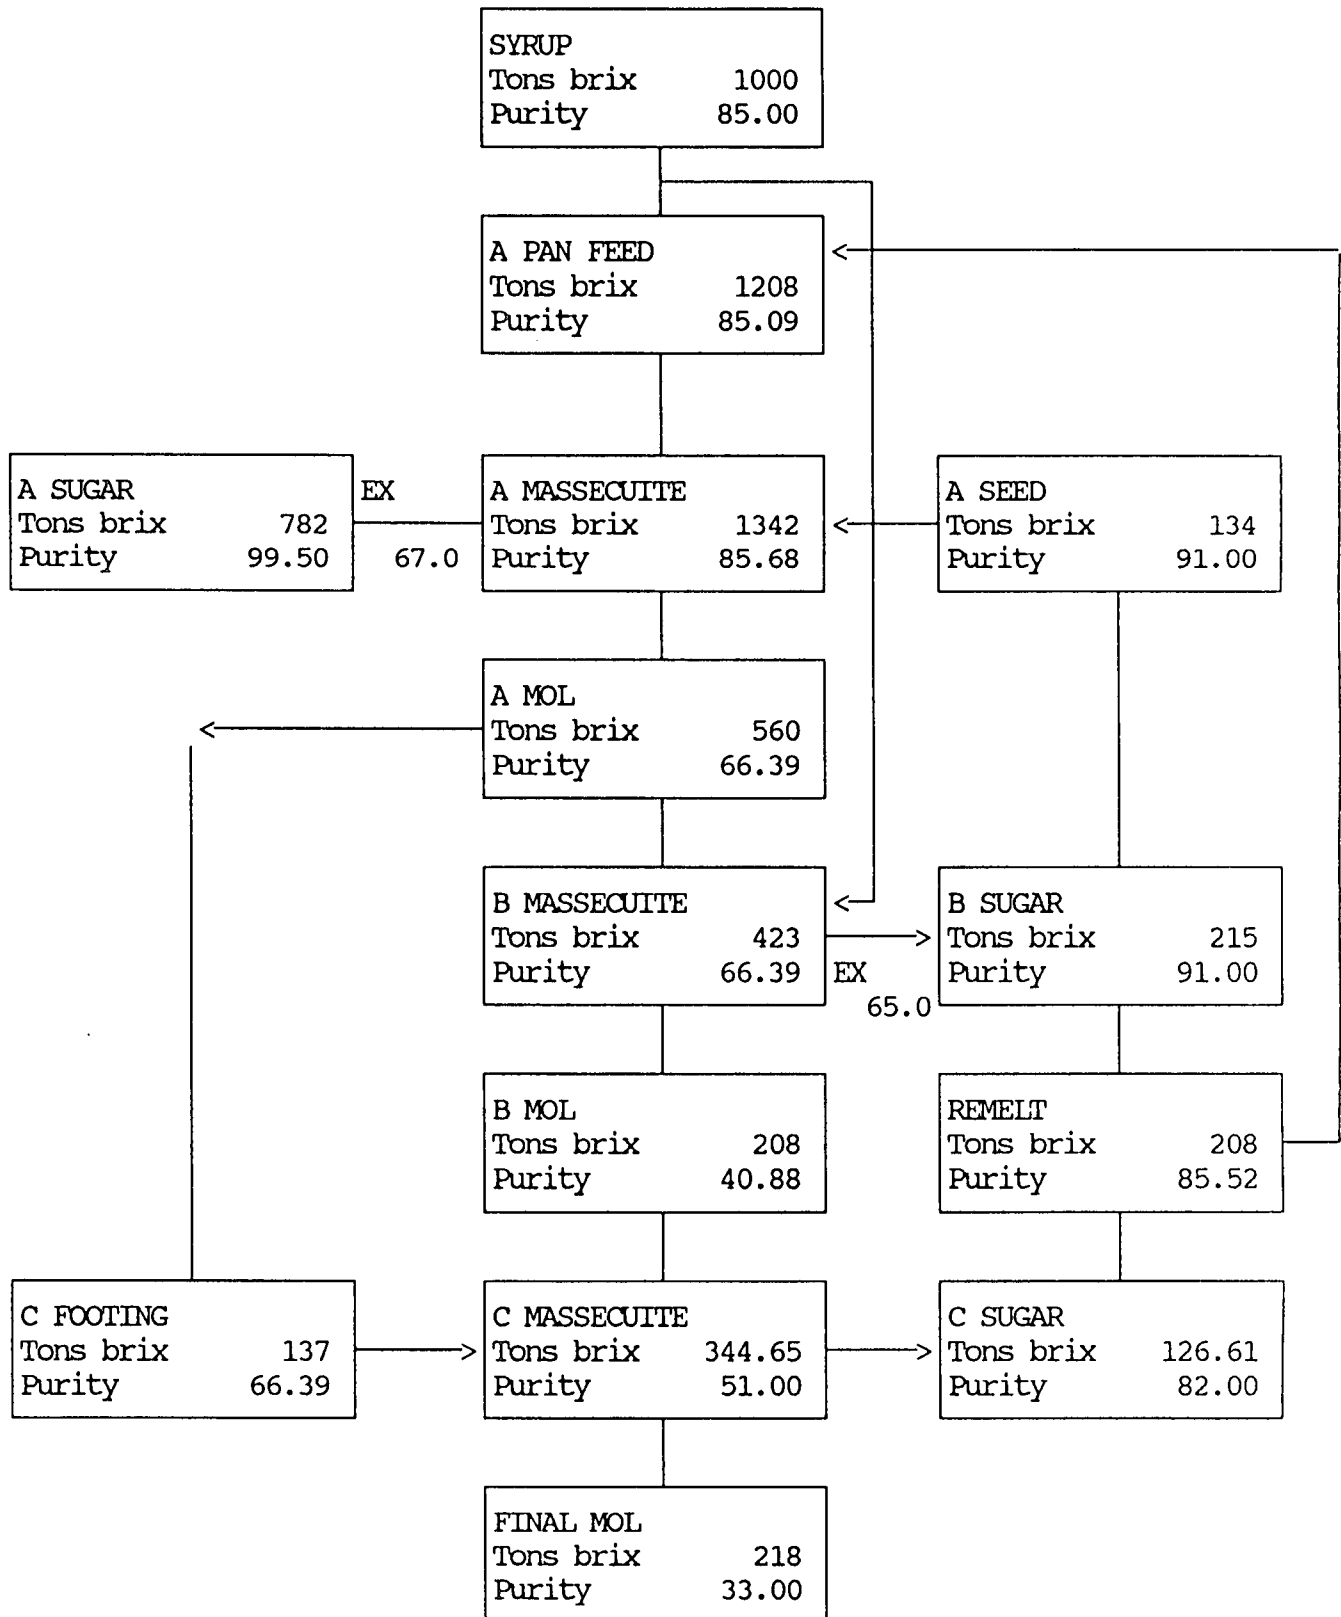 SYRUP
Tons brix 1000
Purity 85.00
A PAN FEED
Tons brix 1208
Purity 85.09
A SUGAR
Tons brix 782
Purity 99.50
EX
67.0
A MASSECUITE
Tons brix 1342
Purity 85.68
A SEED
Tons brix 134
Purity 91.00
A MOL
Tons brix 560
Purity 66.39
B MASSECUITE
Tons brix 423
Purity 66.39
EX
65.0
B SUGAR
Tons brix 215
Purity 91.00
B MOL
Tons brix 208
Purity 40.88
REMELT
Tons brix 208
Purity 85.52
C FOOTING
Tons brix 137
Purity 66.39
C MASSECUITE
Tons brix 344.65
Purity 51.00
C SUGAR
Tons brix 126.61
Purity 82.00
FINAL MOL
Tons brix 218
Purity 33.00